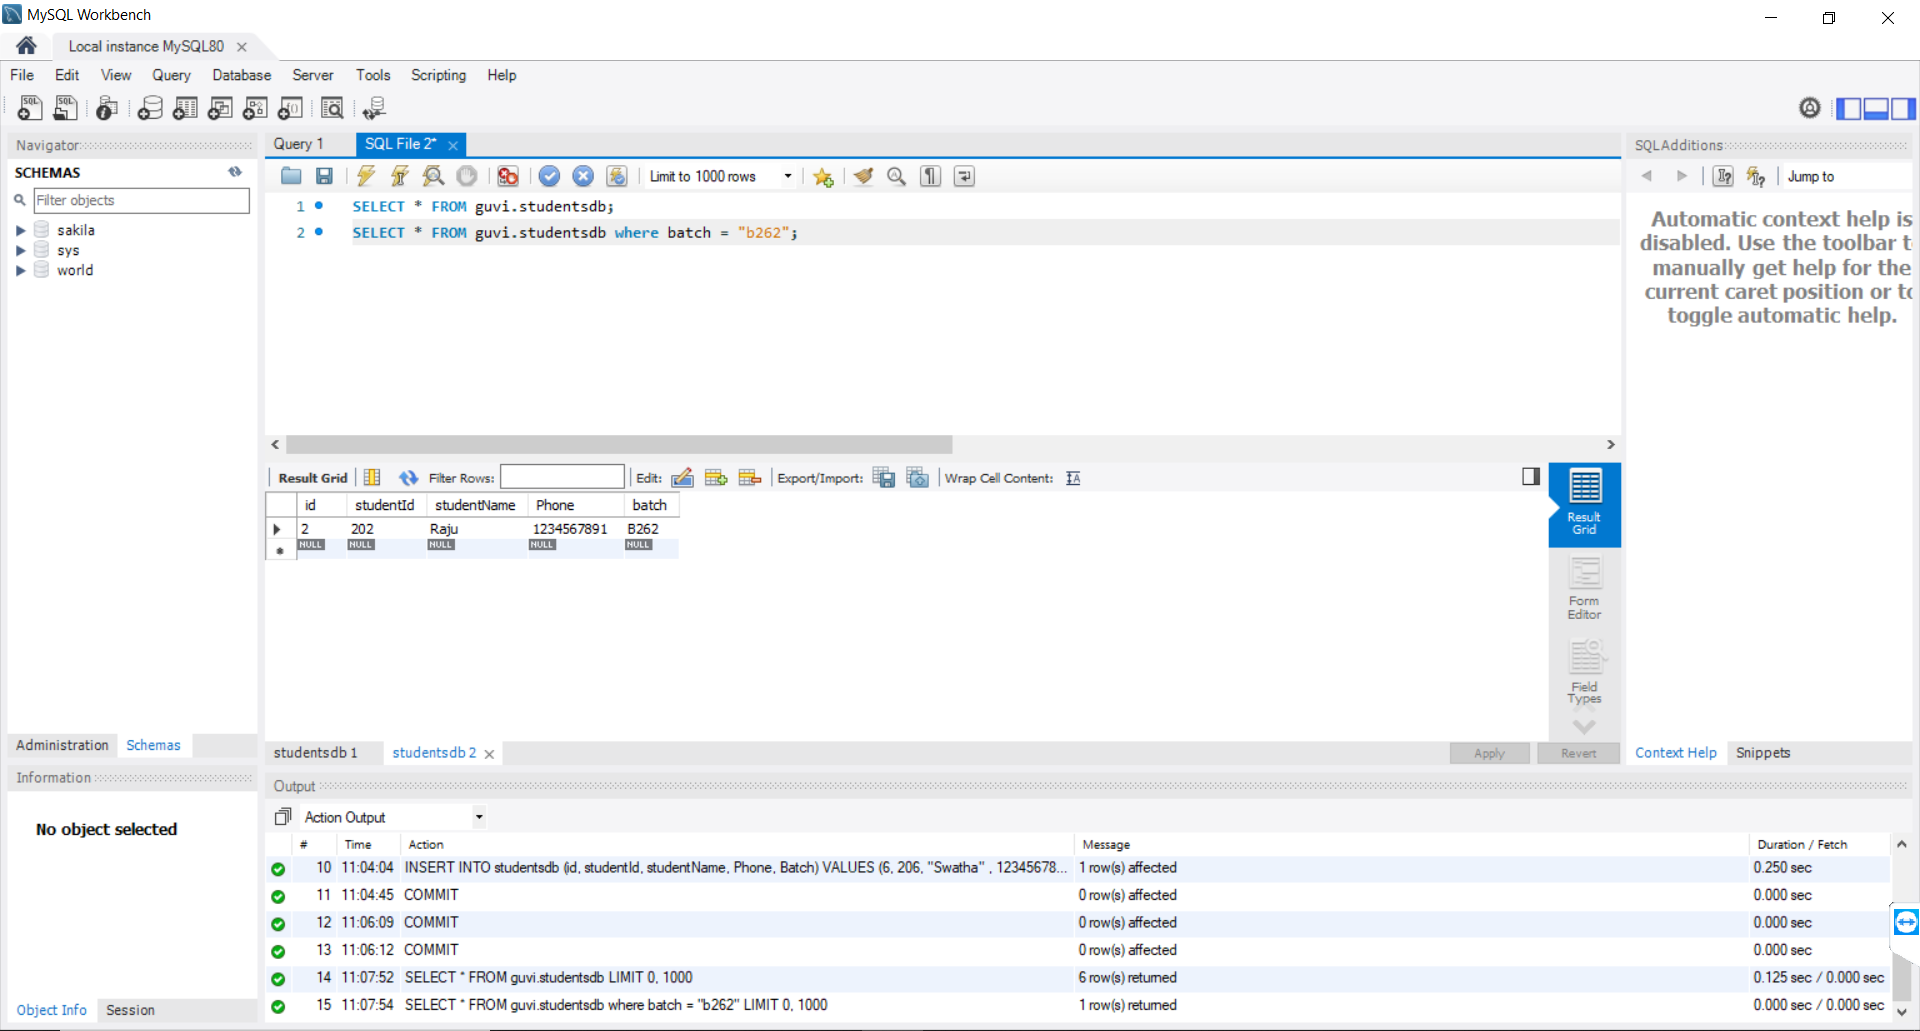 MySQL Workbench
Local instance MySQL80
File Edit View Query Database Server Tools Scripting Help
Navigator
SCHEMAS
Filter objects
sakila
sys
world
Administration Schemas
Information
No object selected
Object Info Session
Query 1 SQL File 2*
Limit to 1000 rows
1 SELECT * FROM guvi.studentsdb;
2 SELECT * FROM guvi.studentsdb where batch = "b262";
Result Grid Filter Rows: Edit: Export/Import: Wrap Cell Content:
id studentId studentName Phone batch
2 202 Raju 1234567891 B262
NULL NULL NULL NULL NULL
Result
Grid
Form
Editor
Field
Types
studentsdb 1 studentsdb 2
Apply Revert
SQLAdditions
Jump to
Automatic context help is
disabled. Use the toolbar t
manually get help for the
current caret position or to
toggle automatic help.
Context Help Snippets
Output
Action Output
# Time Action Message Duration / Fetch
10 11:04:04 INSERT INTO studentsdb (id, studentId, studentName, Phone, Batch) VALUES (6, 206, "Swatha" , 12345678... 1 row(s) affected 0.250 sec
11 11:04:45 COMMIT 0 row(s) affected 0.000 sec
12 11:06:09 COMMIT 0 row(s) affected 0.000 sec
13 11:06:12 COMMIT 0 row(s) affected 0.000 sec
14 11:07:52 SELECT * FROM guvi.studentsdb LIMIT 0, 1000 6 row(s) returned 0.125 sec / 0.000 sec
15 11:07:54 SELECT * FROM guvi.studentsdb where batch = "b262" LIMIT 0, 1000 1 row(s) returned 0.000 sec / 0.000 sec